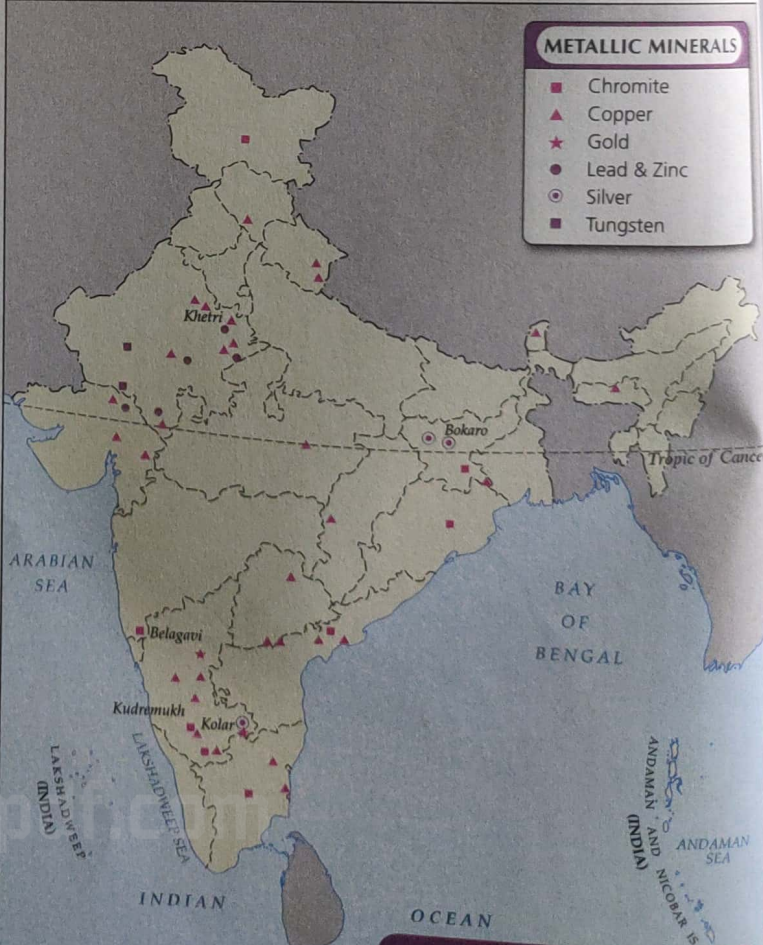 METALLIC MINERALS
Chromite
Copper
Gold
Lead & Zinc
Silver
Tungsten
Khetri
Bokaro
Tropic of Cance
ARABIAN
SEA
BAY
OF
BENGAL
Belagavi
Kudremukh
Kolar
LAKSHADWEEP
(INDIA)
LAKSHADWEEP SEA
ANDAMAN AND NICOBAR IS
(INDIA)
ANDAMAN
SEA
INDIAN
OCEAN